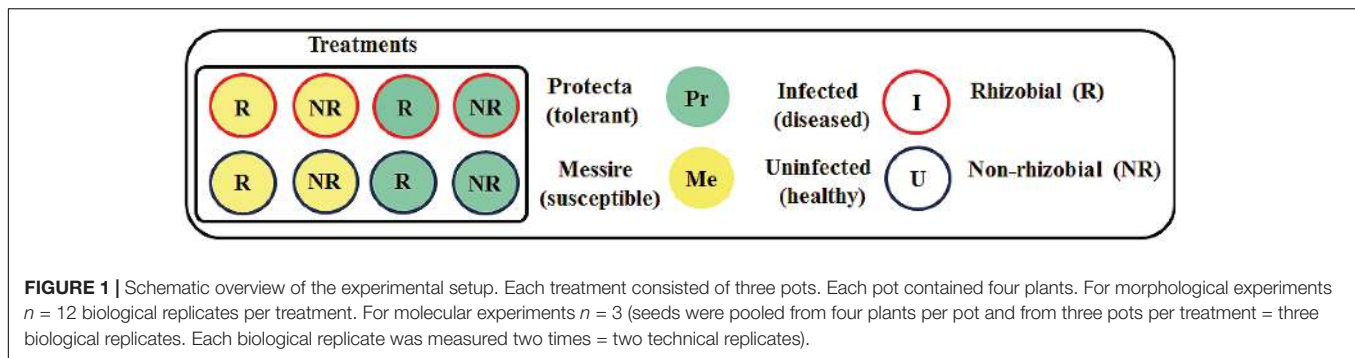 Treatments
R NR R NR
R NR R NR
Protecta
(tolerant)
Pr
Infected
(diseased)
I
Rhizobial (R)
Messire
(susceptible)
Me
Uninfected
(healthy)
U
Non-rhizobial (NR)
FIGURE 1 | Schematic overview of the experimental setup. Each treatment consisted of three pots. Each pot contained four plants. For morphological experiments
n = 12 biological replicates per treatment. For molecular experiments n = 3 (seeds were pooled from four plants per pot and from three pots per treatment = three
biological replicates. Each biological replicate was measured two times = two technical replicates).